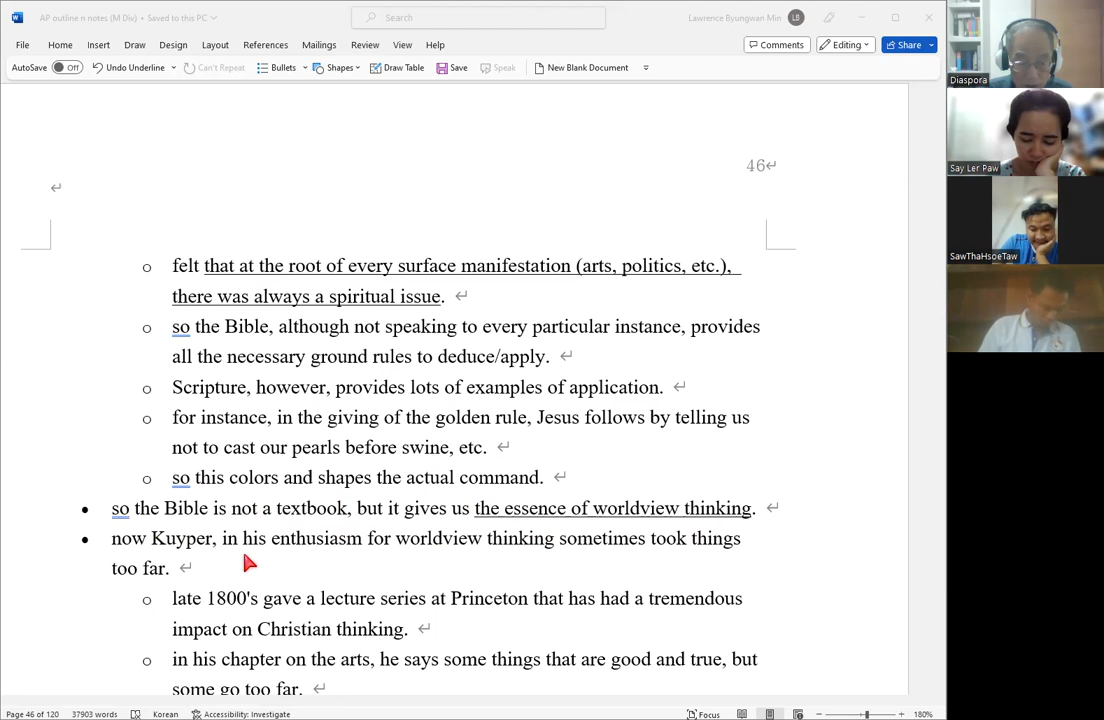 AP outline n notes (M Div) • Saved to this PC
Search
Lawrence Byungwan Min
LB
File Home Insert Draw Design Layout References Mailings Review View Help
Comments Editing Share
AutoSave Off Undo Underline Can't Repeat Bullets Shapes Draw Table Save Speak New Blank Document
46
felt that at the root of every surface manifestation (arts, politics, etc.),
there was always a spiritual issue.
so the Bible, although not speaking to every particular instance, provides
all the necessary ground rules to deduce/apply.
Scripture, however, provides lots of examples of application.
for instance, in the giving of the golden rule, Jesus follows by telling us
not to cast our pearls before swine, etc.
so this colors and shapes the actual command.
so the Bible is not a textbook, but it gives us the essence of worldview thinking.
now Kuyper, in his enthusiasm for worldview thinking sometimes took things
too far.
late 1800's gave a lecture series at Princeton that has had a tremendous
impact on Christian thinking.
in his chapter on the arts, he says some things that are good and true, but
some go too far.
Page 46 of 120 37903 words Korean Accessibility: Investigate Focus 180%
Diaspora
Say Ler Paw
SawThaHsoeTaw